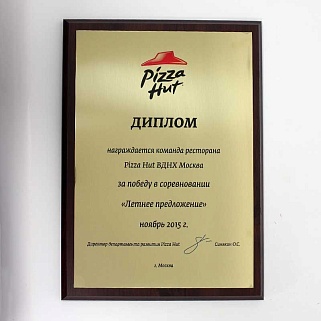 Pizza
Hut
ДИПЛОМ
награждается команда ресторана
Pizza Hut ВДНХ Москва
за победу в соревновании
«Летнее предложение»
ноябрь 2015 г.
Директор департамента развития Pizza Hut О.С.
г. Москва